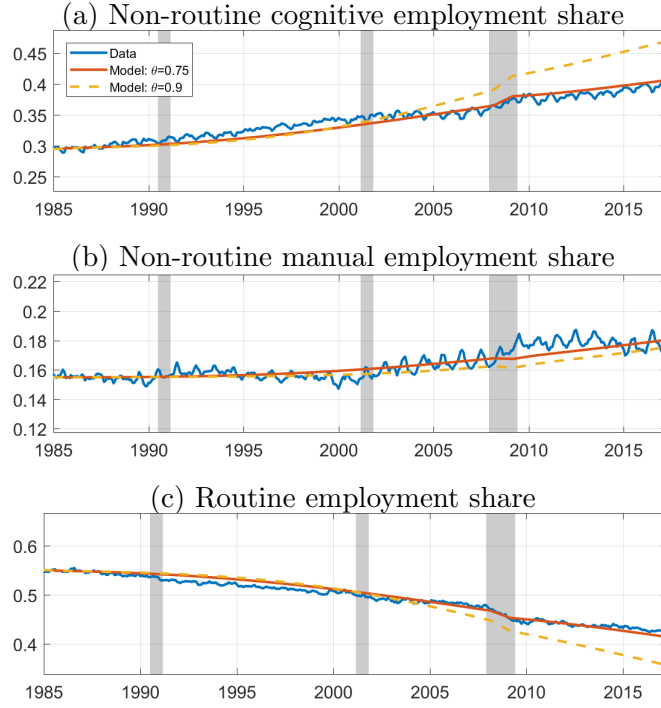 (a) Non-routine cognitive employment share
Data
Model: θ=0.75
Model: θ=0.9
0.45
0.4
0.35
0.3
0.25
1985 1990 1995 2000 2005 2010 2015
(b) Non-routine manual employment share
0.22
0.2
0.18
0.16
0.14
0.12
1985 1990 1995 2000 2005 2010 2015
(c) Routine employment share
0.6
0.5
0.4
1985 1990 1995 2000 2005 2010 2015